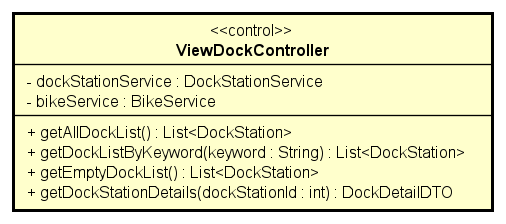 <<control>>
ViewDockController
- dockStationService : DockStationService
- bikeService : BikeService
+ getAllDockList() : List<DockStation>
+ getDockListByKeyword(keyword : String) : List<DockStation>
+ getEmptyDockList() : List<DockStation>
+ getDockStationDetails(dockStationId : int) : DockDetailDTO